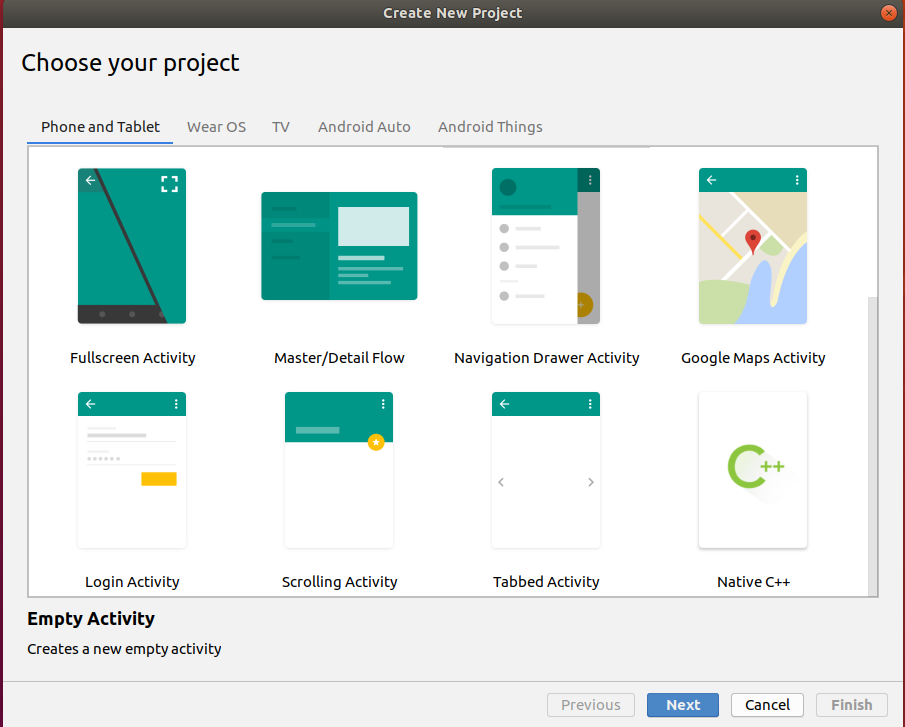 Create New Project
Choose your project
Phone and Tablet Wear OS TV Android Auto Android Things
Fullscreen Activity Master/Detail Flow Navigation Drawer Activity Google Maps Activity
C++
Login Activity Scrolling Activity Tabbed Activity Native C++
Empty Activity
Creates a new empty activity
Previous Next Cancel Finish